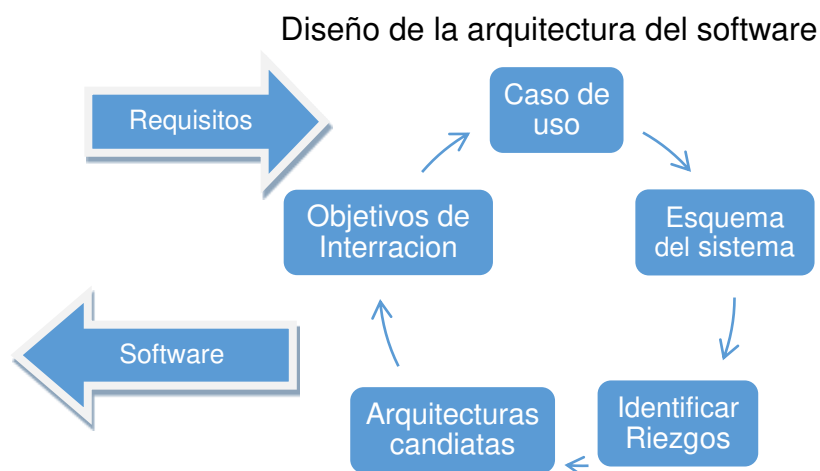 Diseño de la arquitectura del software
Requisitos
Caso de
uso
Objetivos de
Interracion
Esquema
del sistema
Software
Arquitecturas
candiatas
Identificar
Riezgos